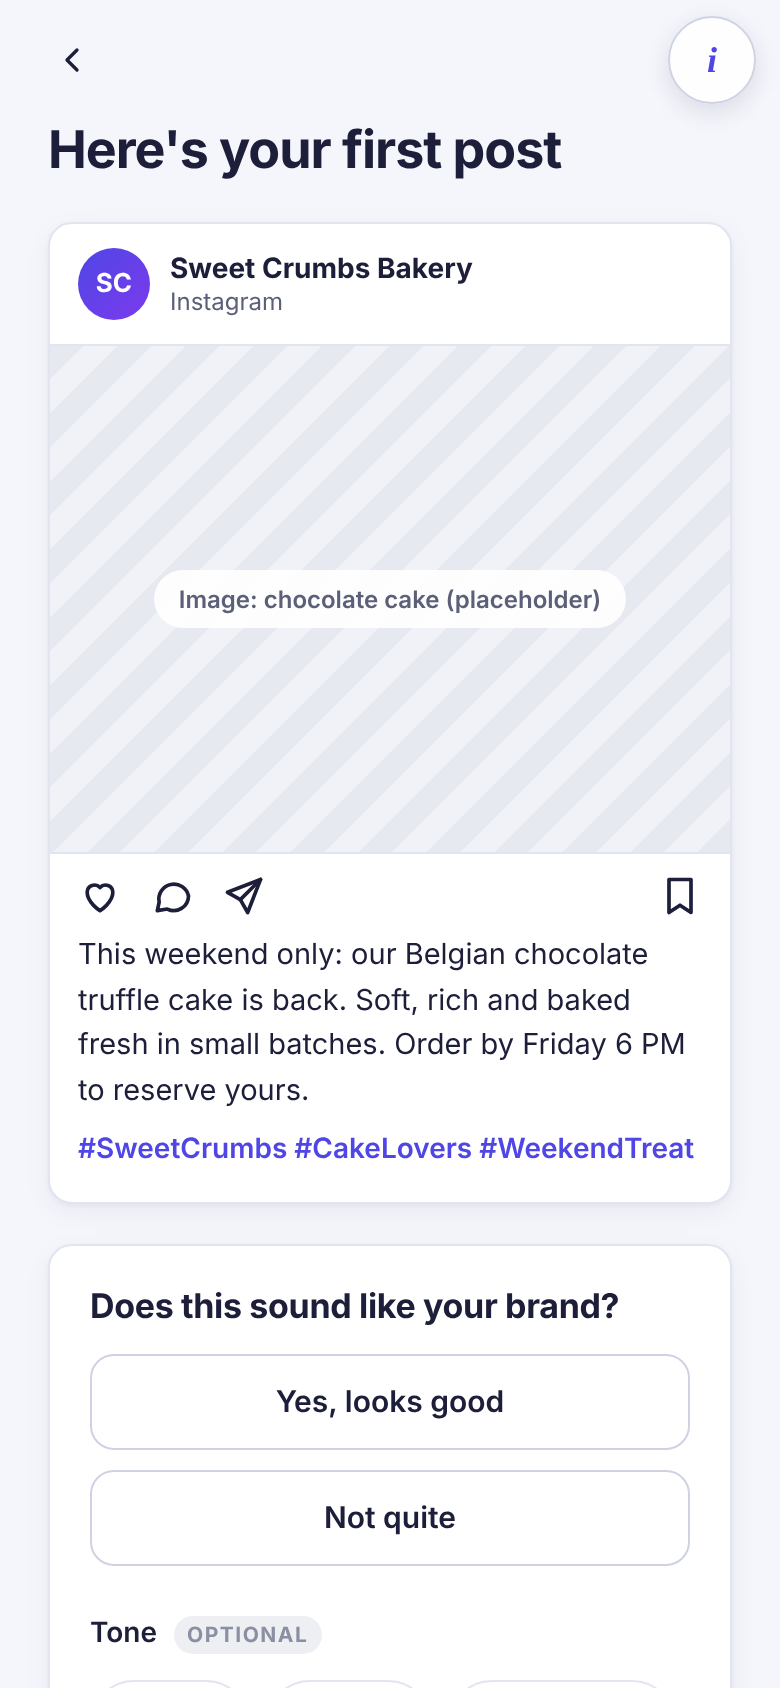 i
Here's your first post
SC
Sweet Crumbs Bakery
Instagram
Image: chocolate cake (placeholder)
This weekend only: our Belgian chocolate
truffle cake is back. Soft, rich and baked
fresh in small batches. Order by Friday 6 PM
to reserve yours.
#SweetCrumbs #CakeLovers #WeekendTreat
Does this sound like your brand?
Yes, looks good
Not quite
Tone OPTIONAL